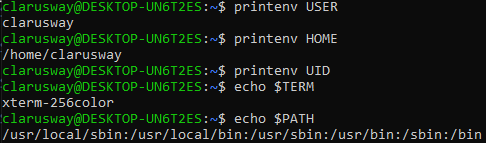 clarusway@DESKTOP-UN6T2ES:~$ printenv USER
clarusway
clarusway@DESKTOP-UN6T2ES:~$ printenv HOME
/home/clarusway
clarusway@DESKTOP-UN6T2ES:~$ printenv UID
clarusway@DESKTOP-UN6T2ES:~$ echo $TERM
xterm-256color
clarusway@DESKTOP-UN6T2ES:~$ echo $PATH
/usr/local/sbin:/usr/local/bin:/usr/sbin:/usr/bin:/sbin:/bin